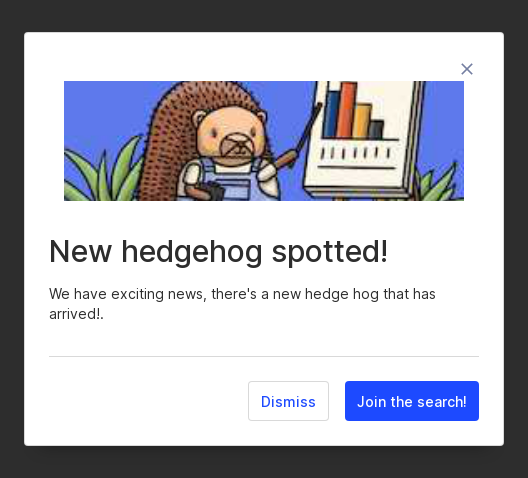 New hedgehog spotted!
We have exciting news, there's a new hedge hog that has
arrived!.
Dismiss
Join the search!